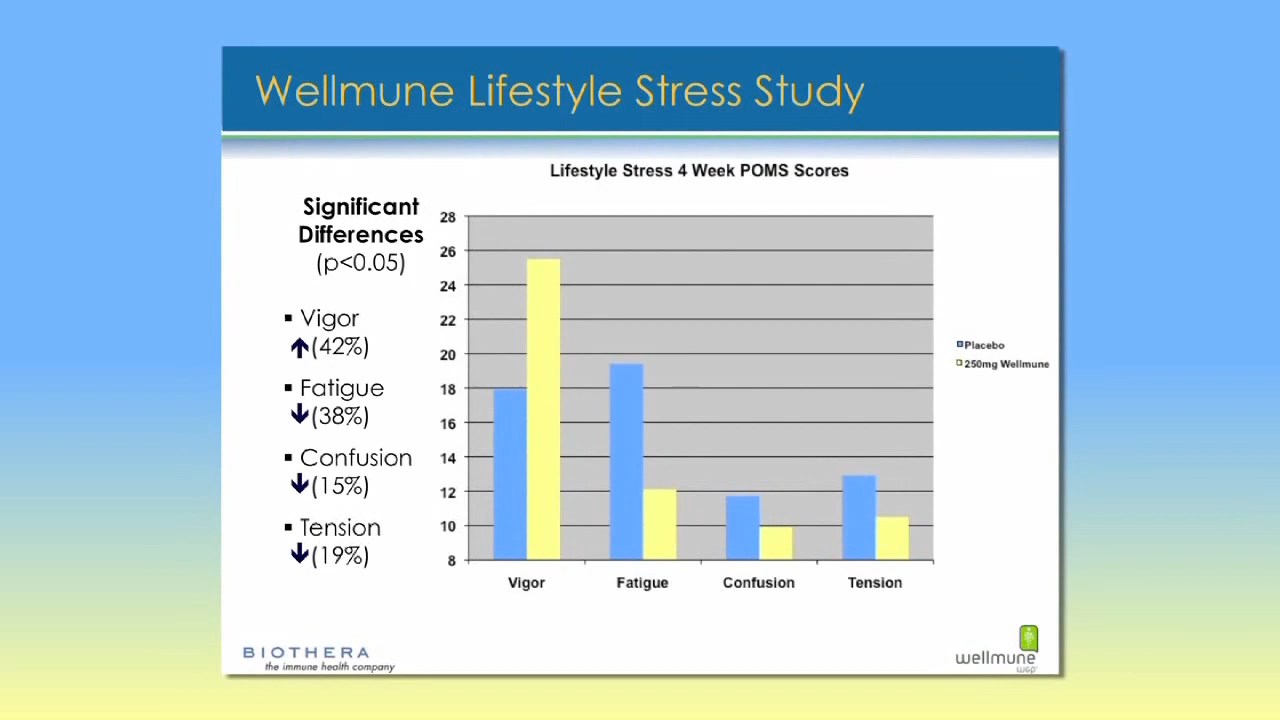 Wellmune Lifestyle Stress Study
Lifestyle Stress 4 Week POMS Scores
Significant
Differences
(p<0.05)
▪ Vigor
↑(42%)
▪ Fatigue
↓(38%)
▪ Confusion
↓(15%)
▪ Tension
↓(19%)
28
26
24
22
20
18
16
14
12
10
8
Vigor Fatigue Confusion Tension
Placebo
250mg Wellmune
BIOTHERA
the immune health company
wellmune
wgp®